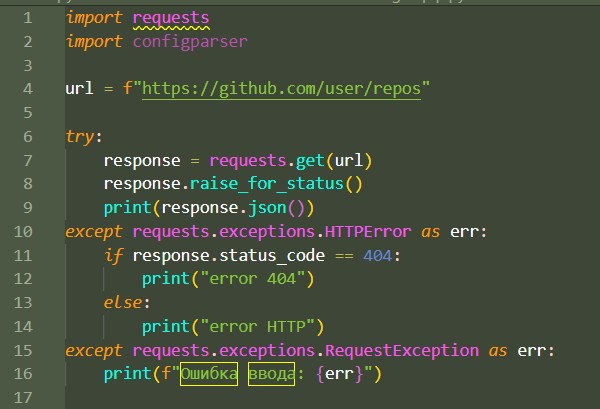 1 import requests
2 import configparser
3
4 url = f"https://github.com/user/repos"
5
6 try:
7     response = requests.get(url)
8     response.raise_for_status()
9     print(response.json())
10 except requests.exceptions.HTTPError as err:
11     if response.status_code == 404:
12         print("error 404")
13     else:
14         print("error HTTP")
15 except requests.exceptions.RequestException as err:
16     print(f"Ошибка ввода: {err}")
17